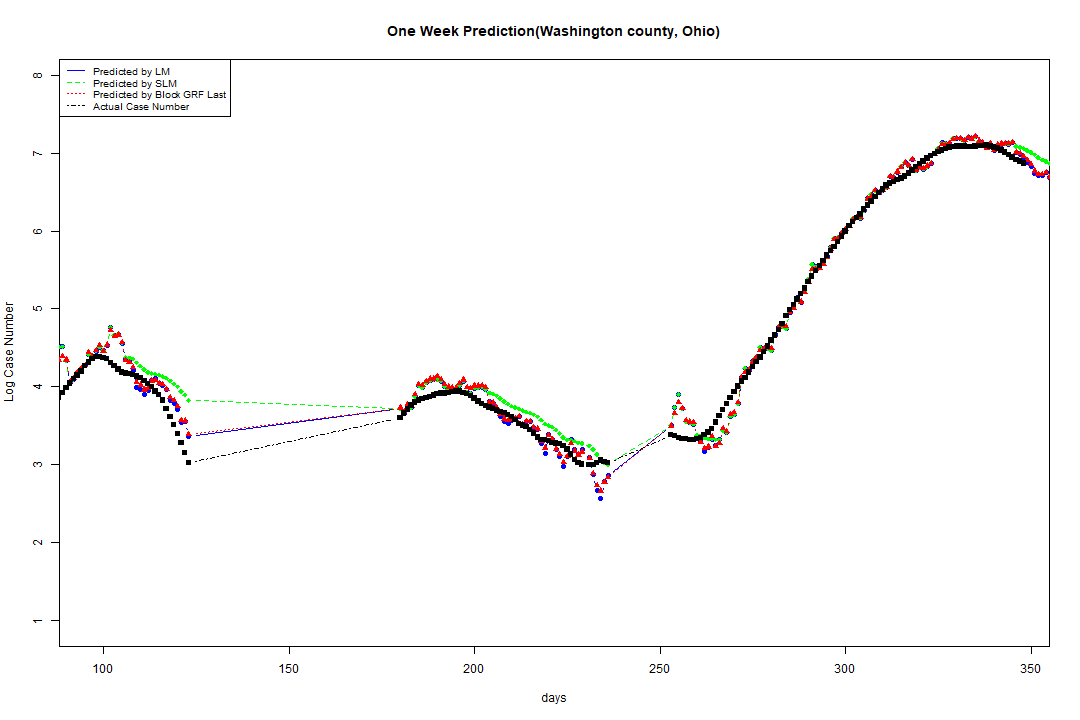 One Week Prediction(Washington county, Ohio)
Predicted by LM
Predicted by SLM
Predicted by Block GRF Last
Actual Case Number
8
7
6
5
4
3
2
1
Log Case Number
100 150 200 250 300 350
days